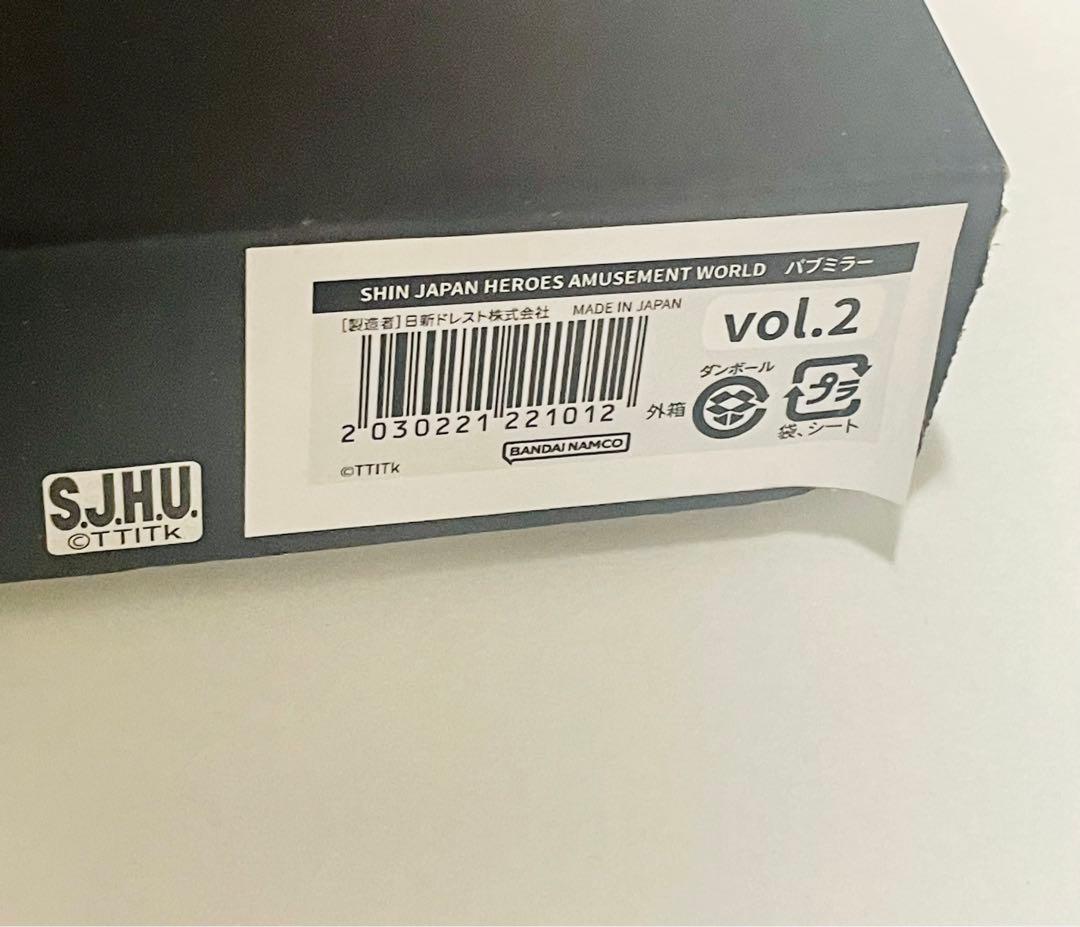 SHIN JAPAN HEROES AMUSEMENT WORLD パブミラー
[製造者]日新ドレスト株式会社 MADE IN JAPAN
vol.2
2 030221 221012
外箱
ダンボール
プラ
袋、シート
BANDAI NAMCO
©TTITk
S.J.H.U.
©TTITk